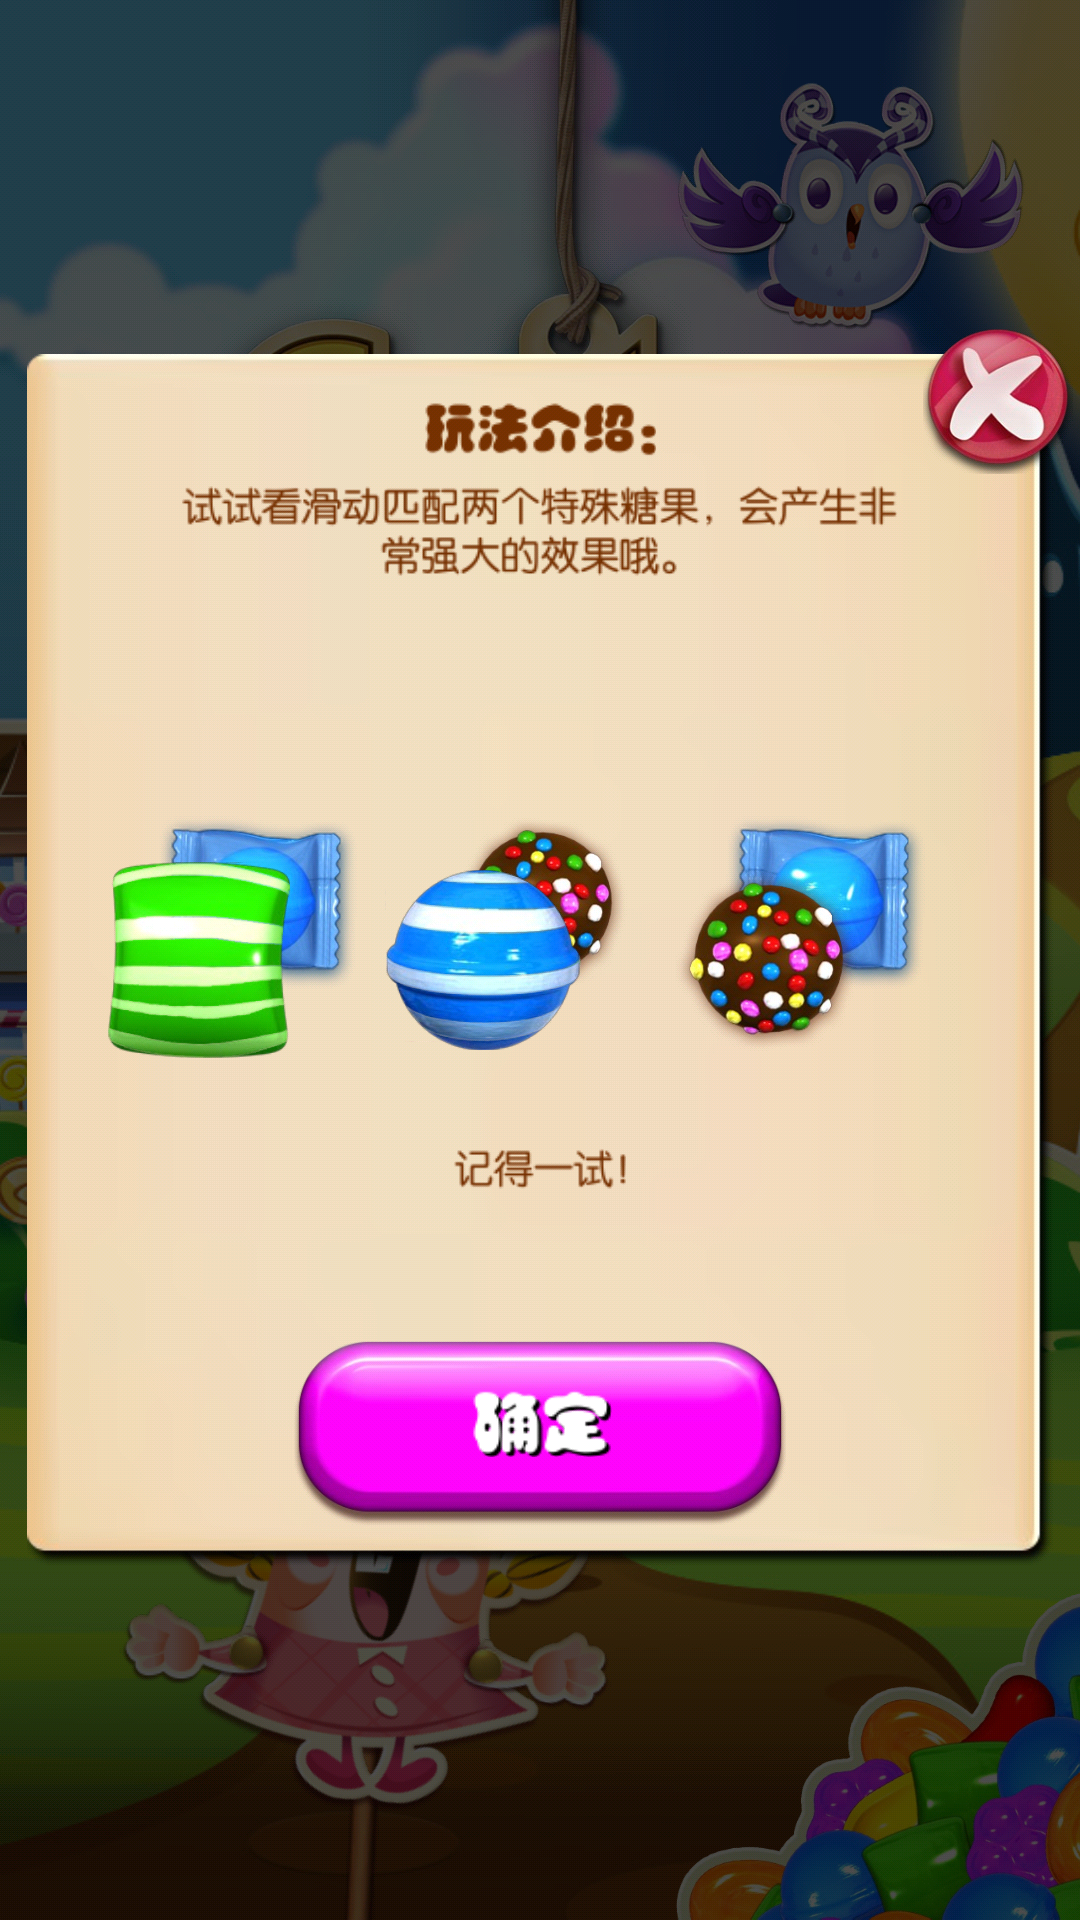 玩法介绍：
试试看滑动匹配两个特殊糖果，会产生非
常强大的效果哦。
记得一试！
确定